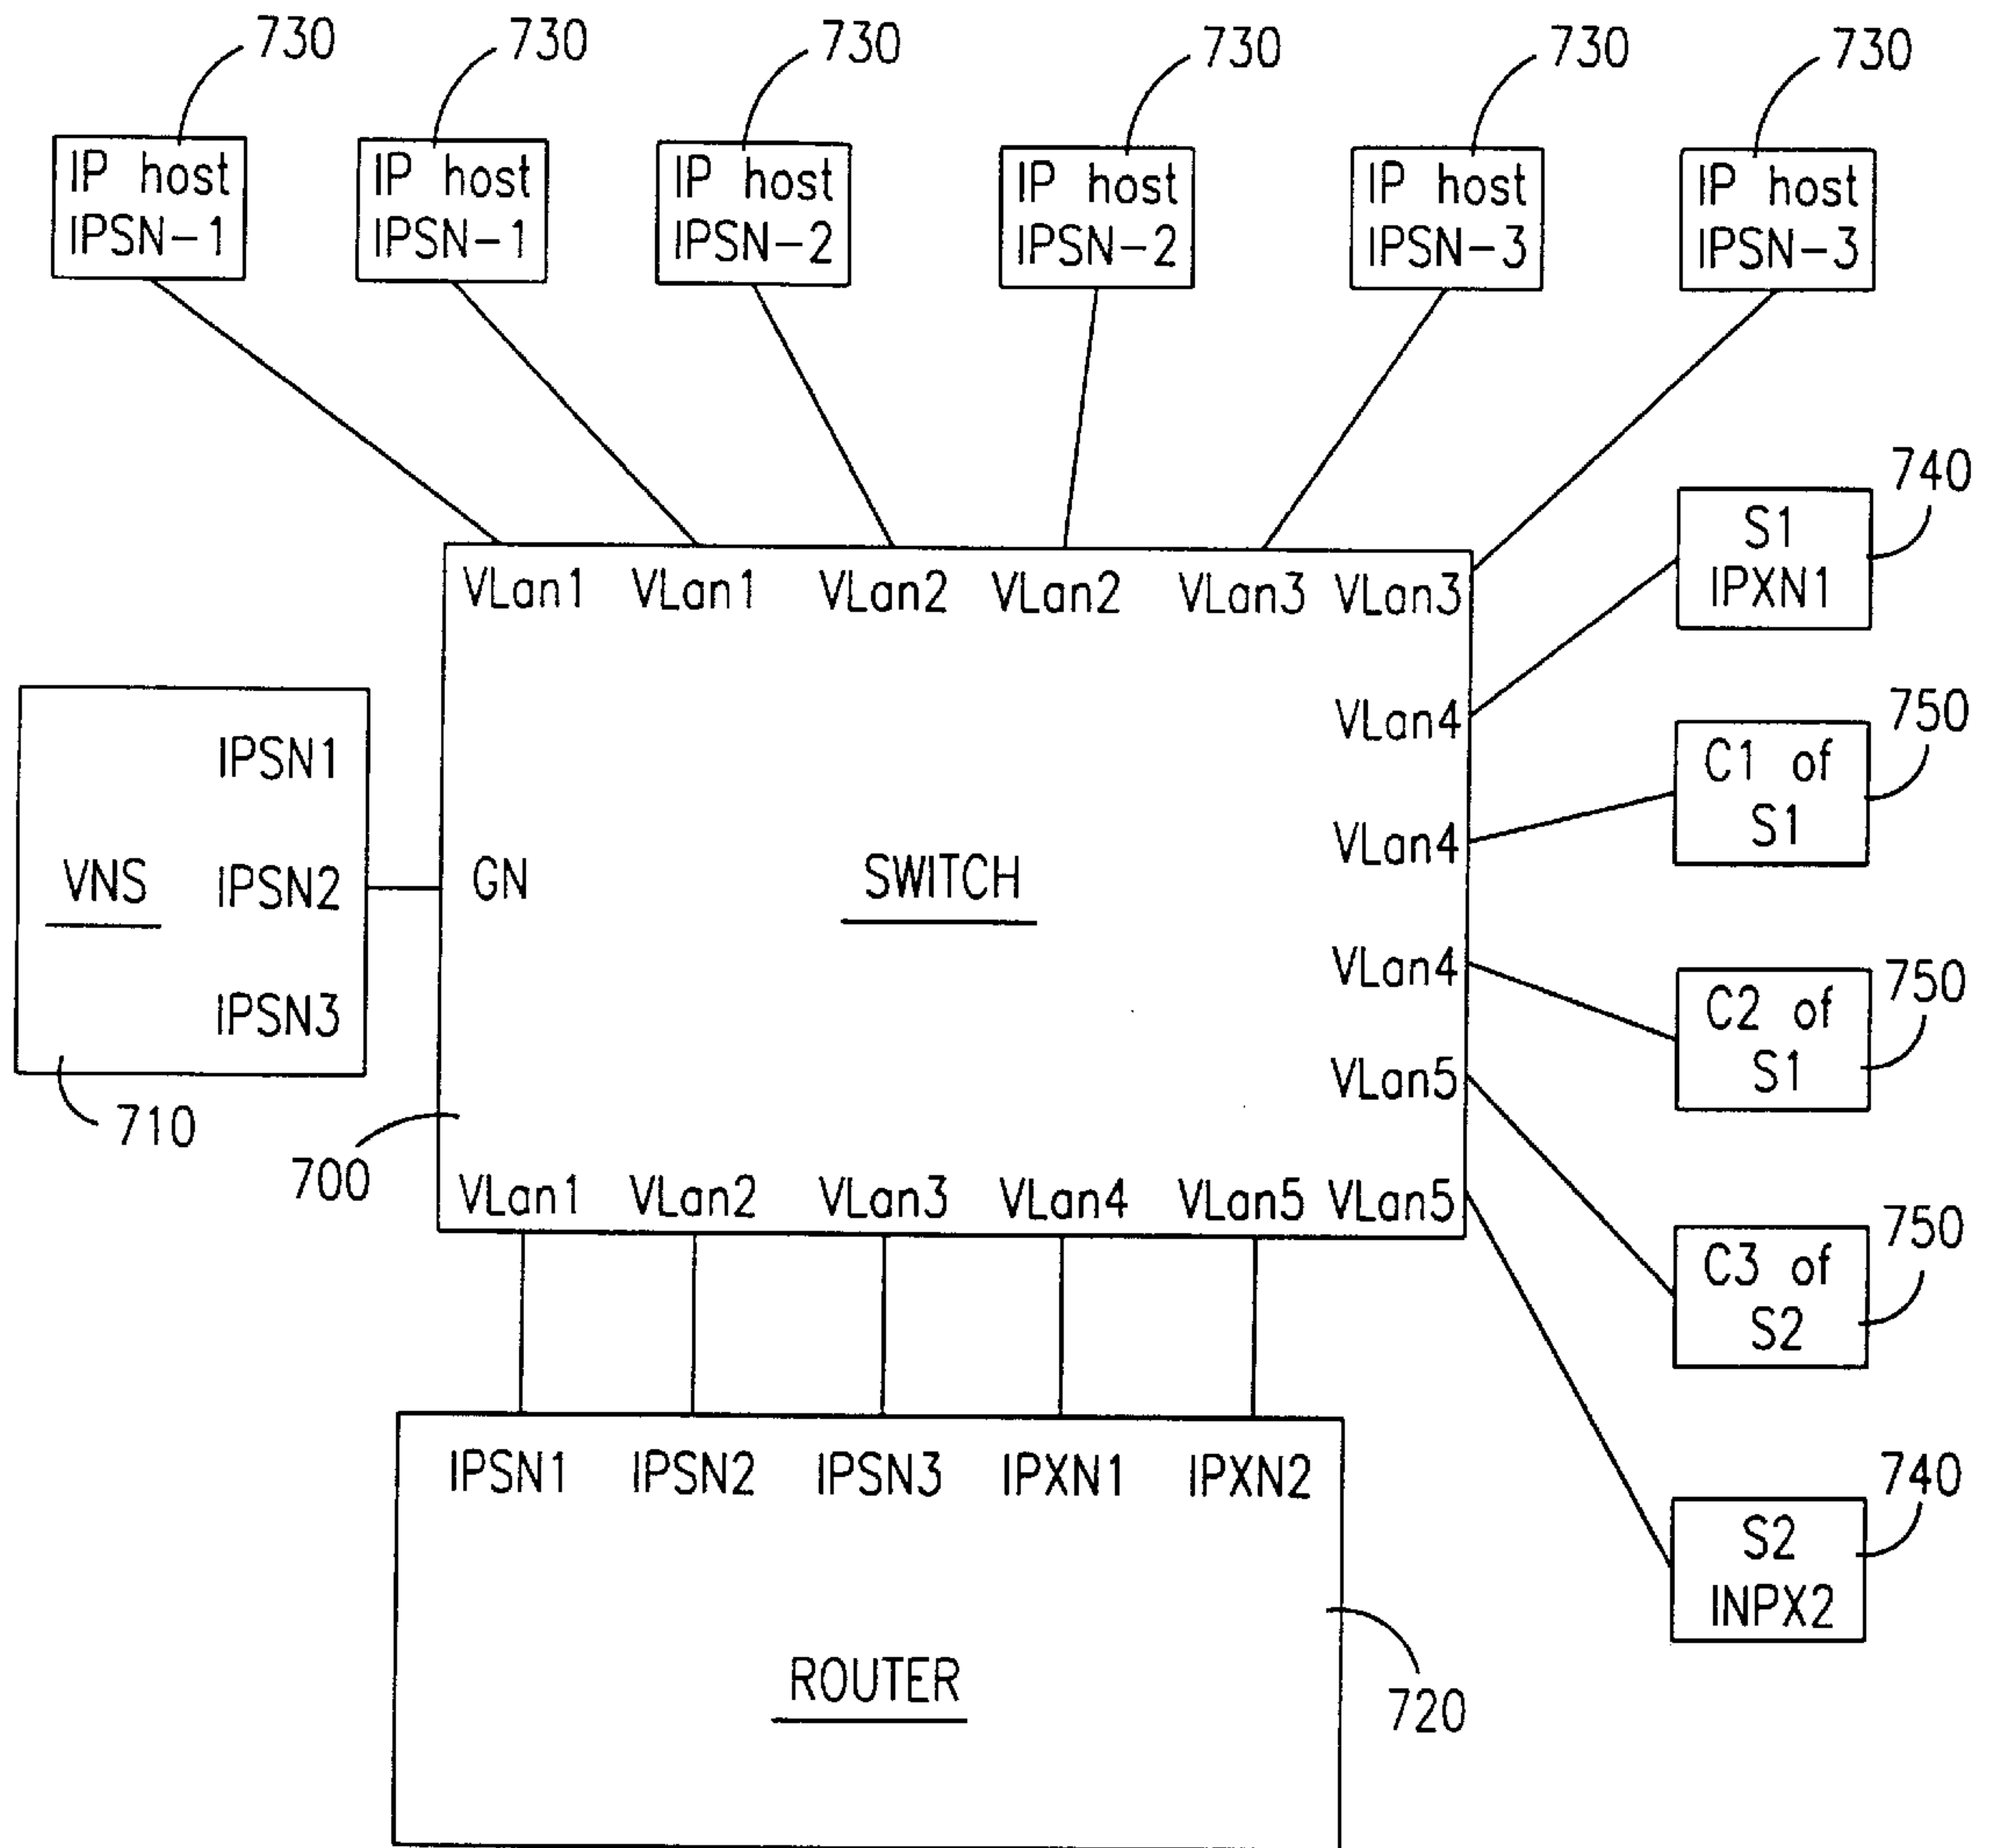 730 730 730 730 730 730
IP host IP host IP host IP host IP host IP host
IPSN-1 IPSN-1 IPSN-2 IPSN-2 IPSN-3 IPSN-3
740
S1
IPXN1
VLan1 VLan1 VLan2 VLan2 VLan3 VLan3
VLan4
750
C1 of
S1
VLan4
IPSN1
VNS IPSN2
IPSN3
710
GN
SWITCH
700
VLan4
750
C2 of
S1
VLan5
750
C3 of
S2
VLan1 VLan2 VLan3 VLan4 VLan5 VLan5
740
S2
INPX2
IPSN1 IPSN2 IPSN3 IPXN1 IPXN2
ROUTER
720